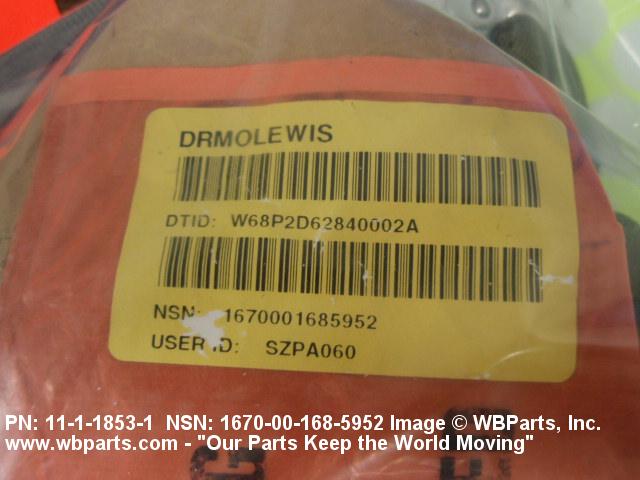 DRMOLEWIS
DTID: W68P2D62840002A
NSN: 1670001685952
USER ID: SZPA060
PN: 11-1-1853-1 NSN: 1670-00-168-5952 Image © WBParts, Inc.
www.wbparts.com - "Our Parts Keep the World Moving"